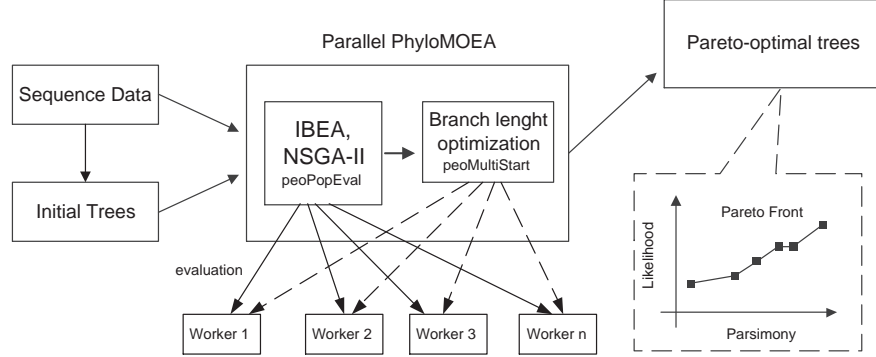 Parallel PhyloMOEA
Pareto-optimal trees
Sequence Data
Initial Trees
IBEA,
NSGA-II
peoPopEval
Branch lenght
optimization
peoMultiStart
evaluation
Worker 1
Worker 2
Worker 3
Worker n
Pareto Front
Likelihood
Parsimony